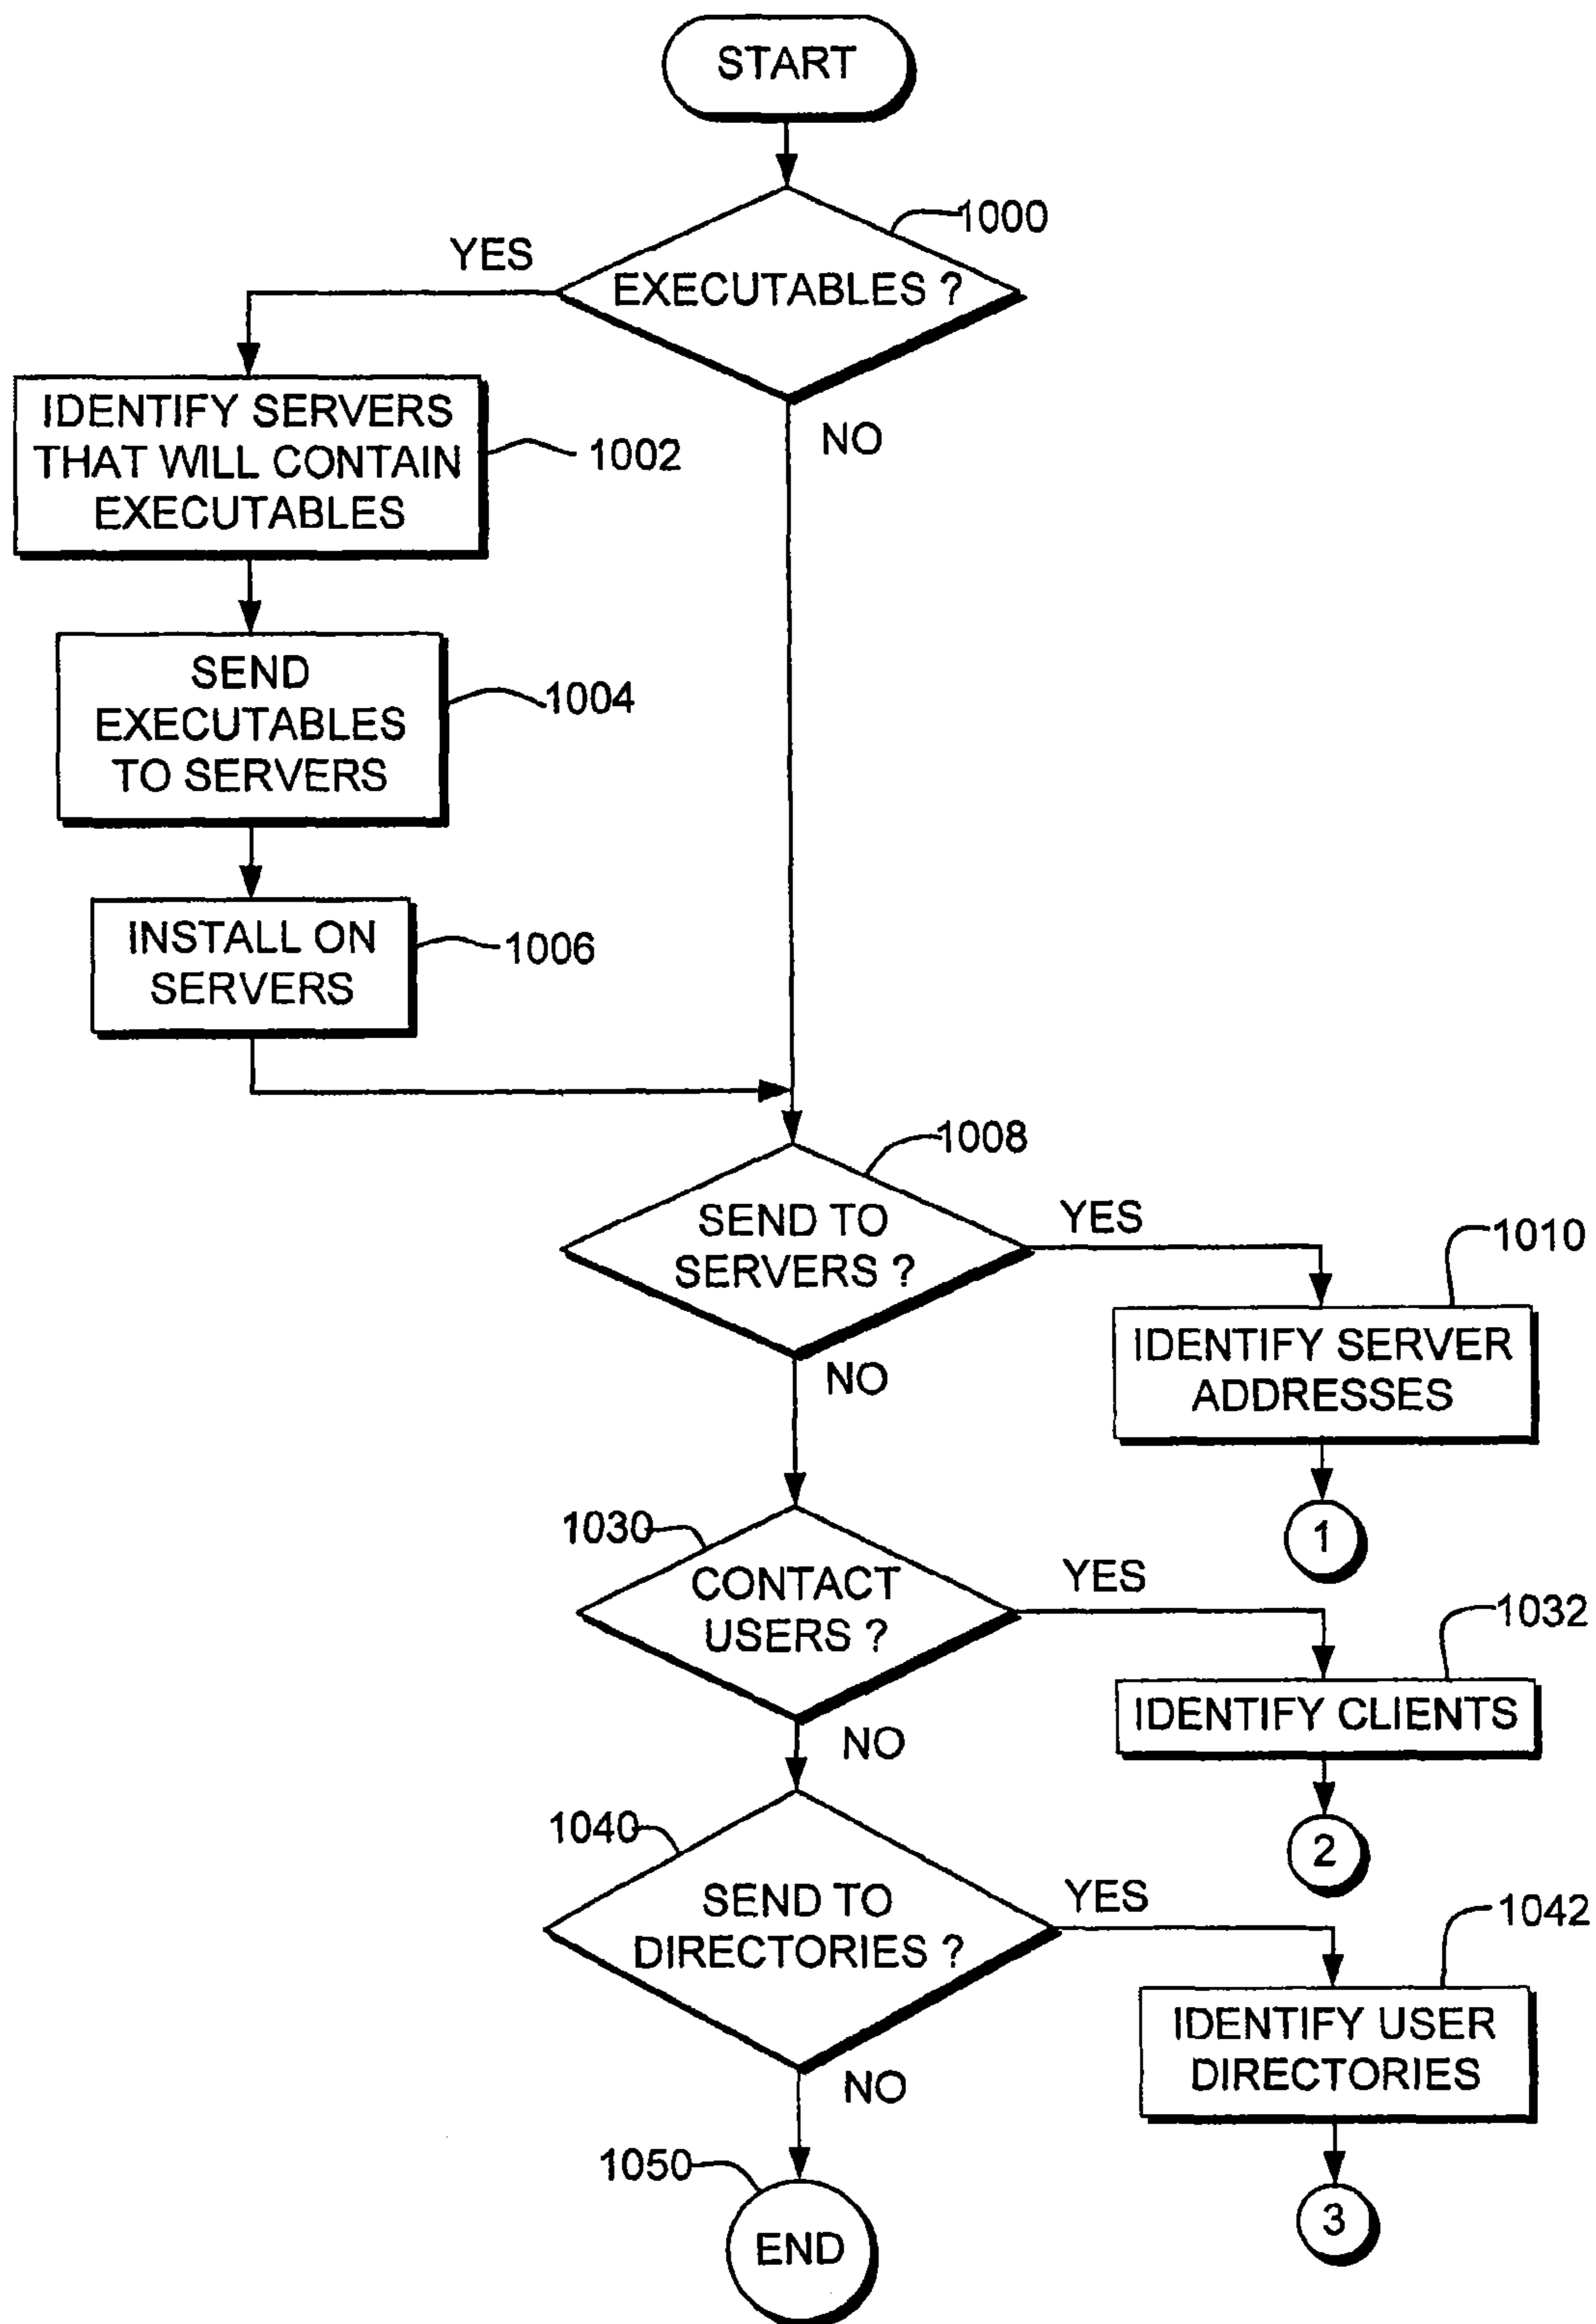 START
1000
EXECUTABLES ?
YES
NO
IDENTIFY SERVERS
THAT WILL CONTAIN
EXECUTABLES
1002
SEND
EXECUTABLES
TO SERVERS
1004
INSTALL ON
SERVERS
1006
1008
SEND TO
SERVERS ?
YES
NO
1010
IDENTIFY SERVER
ADDRESSES
1
1030
CONTACT
USERS ?
YES
NO
1032
IDENTIFY CLIENTS
2
1040
SEND TO
DIRECTORIES ?
YES
NO
1042
IDENTIFY USER
DIRECTORIES
3
1050
END